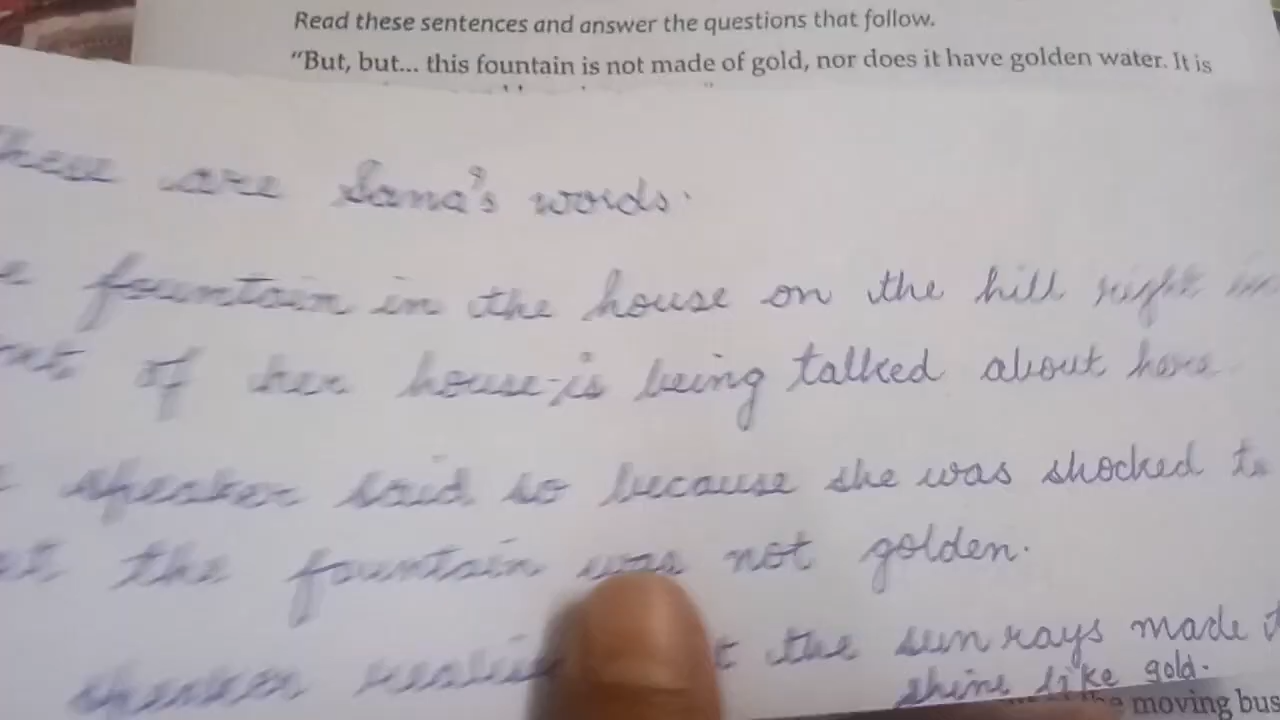 Read these sentences and answer the questions that follow.
"But, but... this fountain is not made of gold, nor does it have golden water. It is
These are Sana's words.
fountain in the house on the hill right in
of her house is being talked about here
speaker said so because she was shocked to
the fountain was not golden.
speaker the sun rays made
shine like gold.
the moving bus